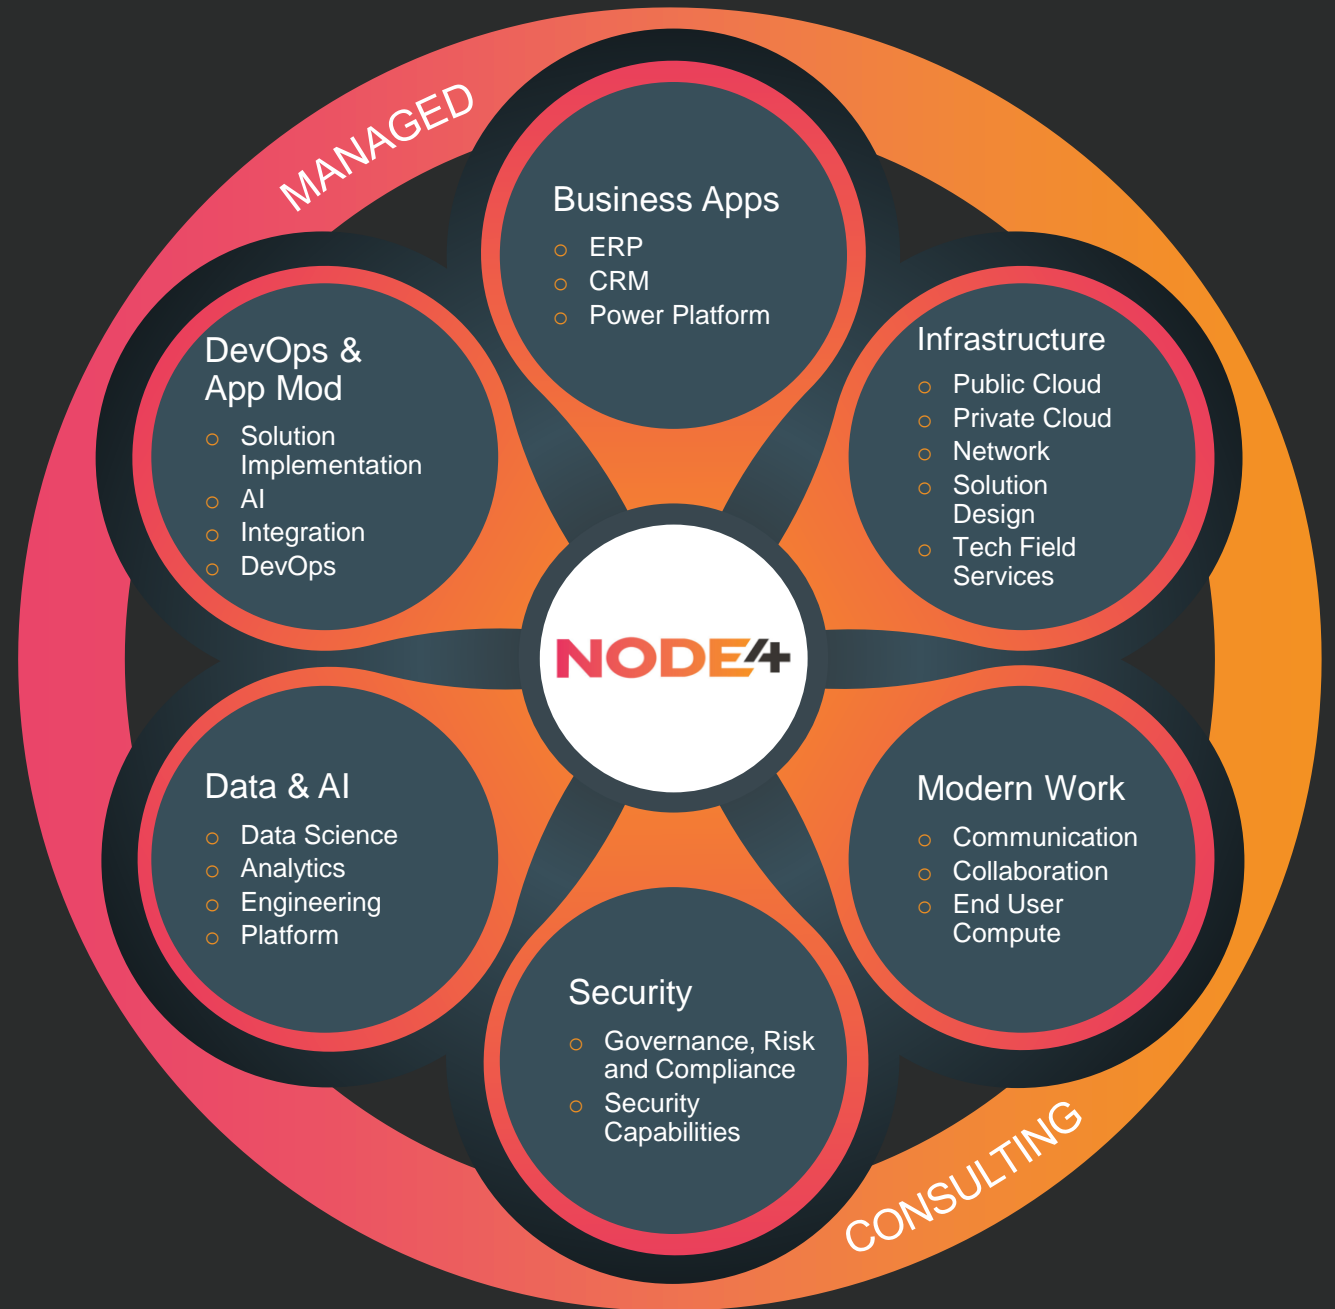 MANAGED
Business Apps
ERP
CRM
Power Platform
Infrastructure
Public Cloud
Private Cloud
Network
Solution
Design
Tech Field
Services
Modern Work
Communication
Collaboration
End User
Compute
Security
Governance, Risk
and Compliance
Security
Capabilities
Data & AI
Data Science
Analytics
Engineering
Platform
DevOps &
App Mod
Solution
Implementation
AI
Integration
DevOps
NODE4
CONSULTING